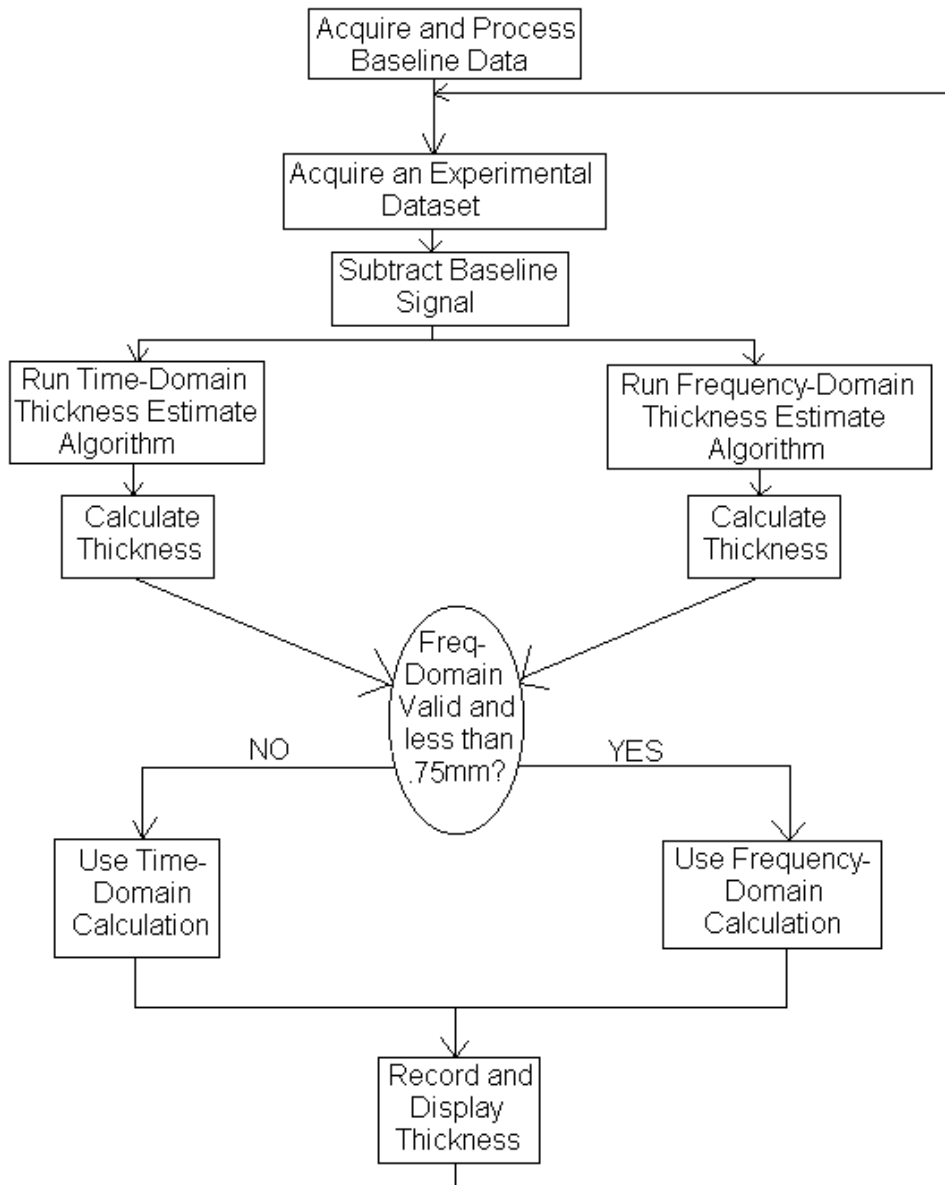 Acquire and Process
Baseline Data
Acquire an Experimental
Dataset
Subtract Baseline
Signal
Run Time-Domain
Thickness Estimate
Algorithm
Run Frequency-Domain
Thickness Estimate
Algorithm
Calculate
Thickness
Calculate
Thickness
Freq-
Domain
Valid and
less than
.75mm?
NO
YES
Use Time-
Domain
Calculation
Use Frequency-
Domain
Calculation
Record and
Display
Thickness